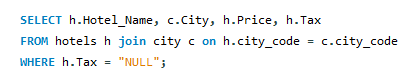 SELECT h.Hotel_Name, c.City, h.Price, h.Tax
FROM hotels h join city c on h.city_code = c.city_code
WHERE h.Tax = "NULL";